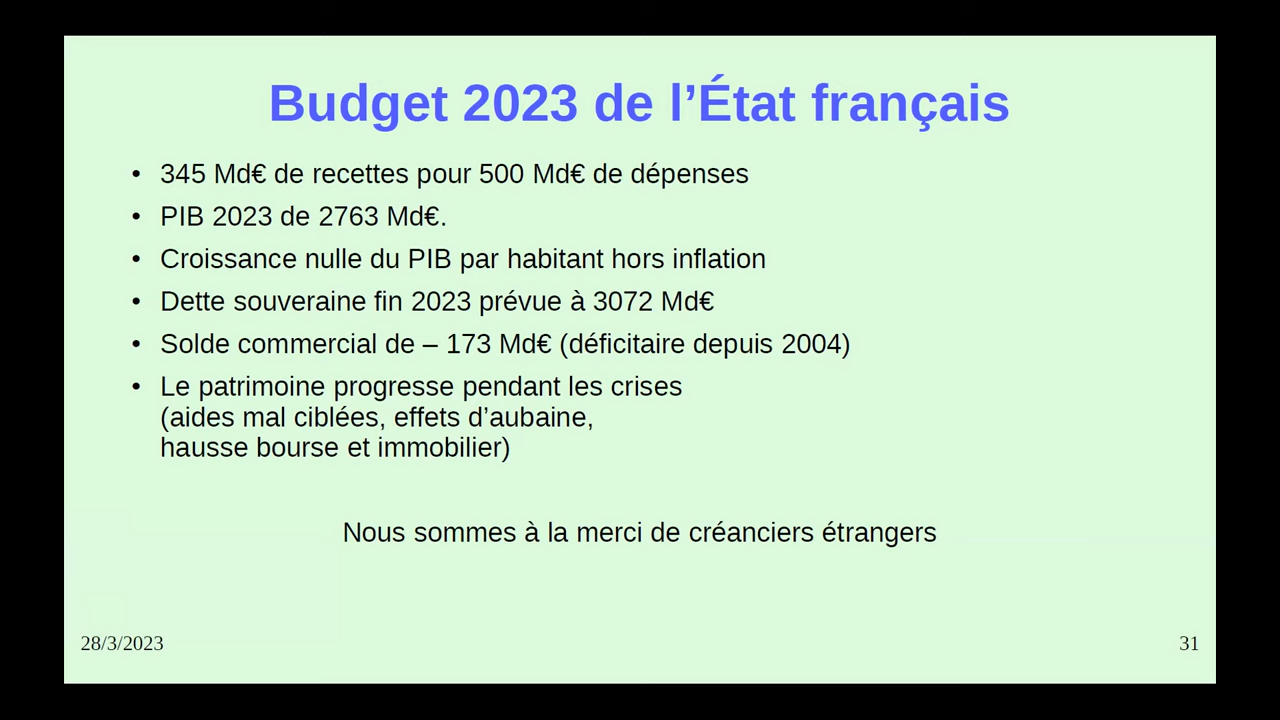 Budget 2023 de l’État français
• 345 Md€ de recettes pour 500 Md€ de dépenses
• PIB 2023 de 2763 Md€.
• Croissance nulle du PIB par habitant hors inflation
• Dette souveraine fin 2023 prévue à 3072 Md€
• Solde commercial de – 173 Md€ (déficitaire depuis 2004)
• Le patrimoine progresse pendant les crises
(aides mal ciblées, effets d’aubaine,
hausse bourse et immobilier)
Nous sommes à la merci de créanciers étrangers
28/3/2023
31